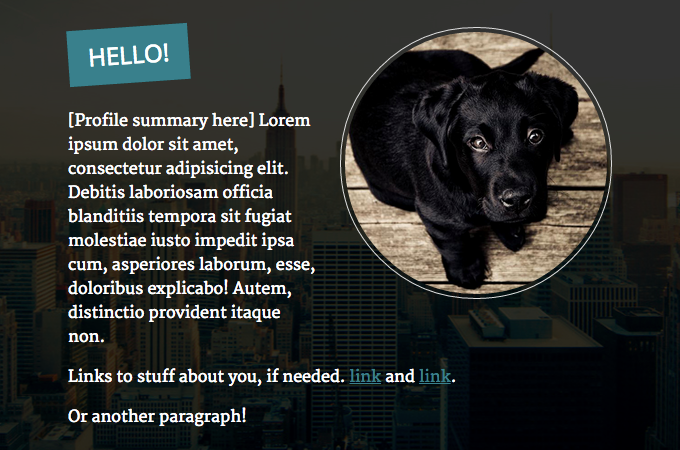 HELLO!
[Profile summary here] Lorem
ipsum dolor sit amet,
consectetur adipisicing elit.
Debitis laboriosam officia
blanditiis tempora sit fugiat
molestiae iusto impedit ipsa
cum, asperiores laborum, esse,
doloribus explicabo! Autem,
distinctio provident itaque
non.
Links to stuff about you, if needed. link and link.
Or another paragraph!